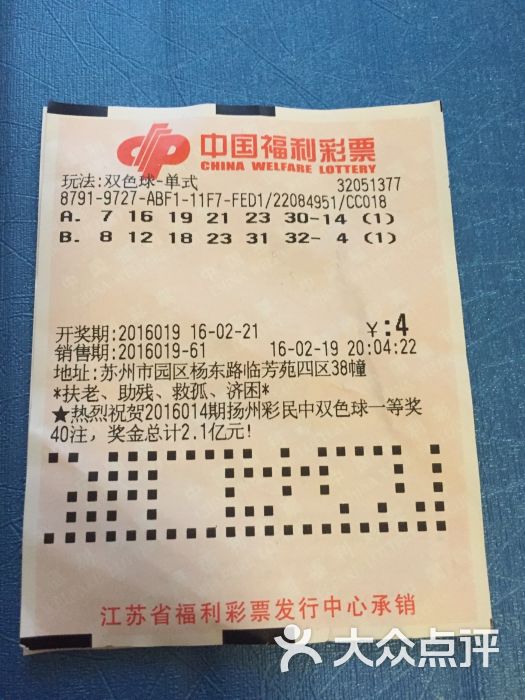 中国福利彩票
CHINA WELFARE LOTTERY
玩法:双色球-单式 32051377
8791-9727-ABF1-11F7-FED1/22084951/CC018
A. 7 16 19 21 23 30-14 (1)
B. 8 12 18 23 31 32- 4 (1)
开奖期:2016019 16-02-21 ￥:4
销售期:2016019-61 16-02-19 20:04:22
地址:苏州市园区杨东路临芳苑四区38幢
*扶老、助残、救孤、济困*
★热烈祝贺2016014期扬州彩民中双色球一等奖
40注，奖金总计2.1亿元!
江苏省福利彩票发行中心承销
大众点评